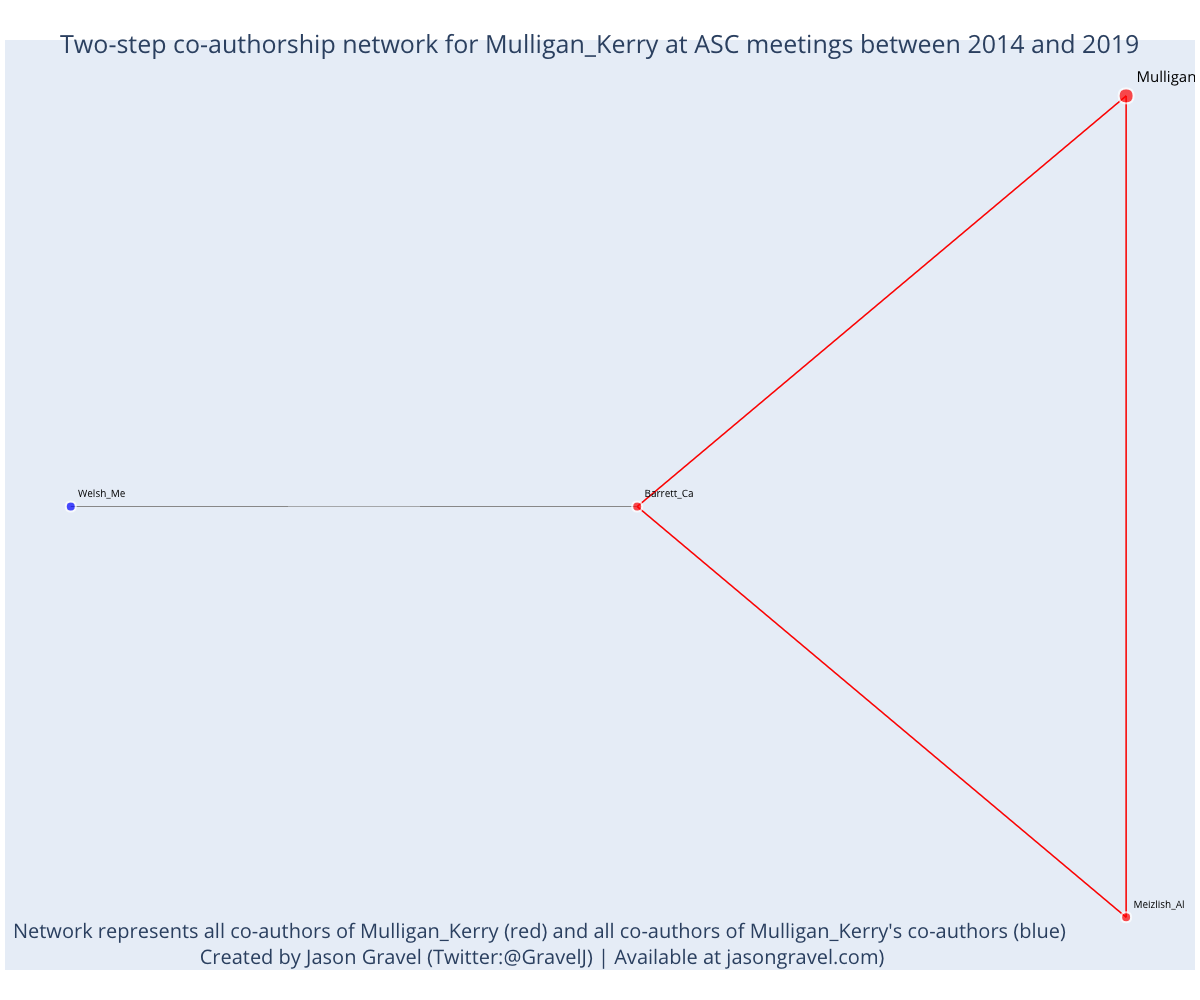 Two-step co-authorship network for Mulligan_Kerry at ASC meetings between 2014 and 2019
Mulligan
Welsh_Me
Barrett_Ca
Meizlish_Al
Network represents all co-authors of Mulligan_Kerry (red) and all co-authors of Mulligan_Kerry's co-authors (blue)
Created by Jason Gravel (Twitter:@GravelJ) | Available at jasongravel.com)